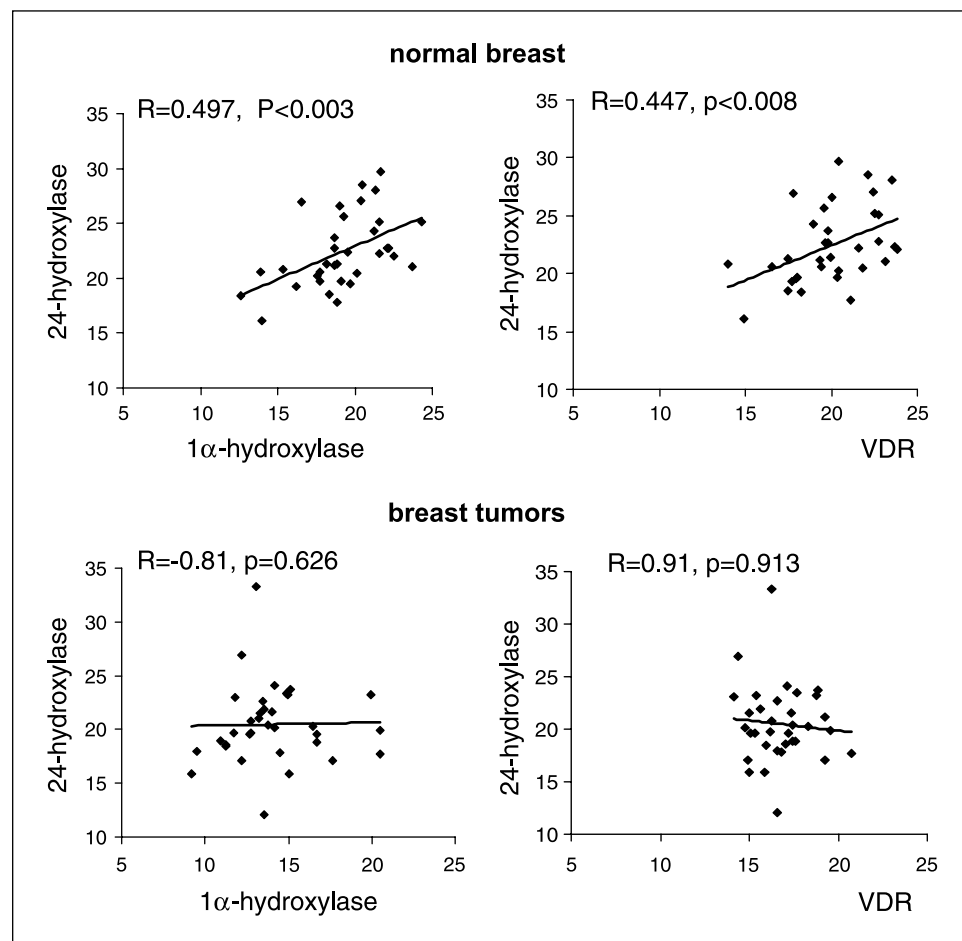 normal breast
R=0.497, P<0.003
24-hydroxylase
35
30
25
20
15
10
5 10 15 20 25
1α-hydroxylase
R=0.447, p<0.008
24-hydroxylase
35
30
25
20
15
10
5 10 15 20 25
VDR
breast tumors
R=-0.81, p=0.626
24-hydroxylase
35
30
25
20
15
10
5 10 15 20 25
1α-hydroxylase
R=0.91, p=0.913
24-hydroxylase
35
30
25
20
15
10
5 10 15 20 25
VDR